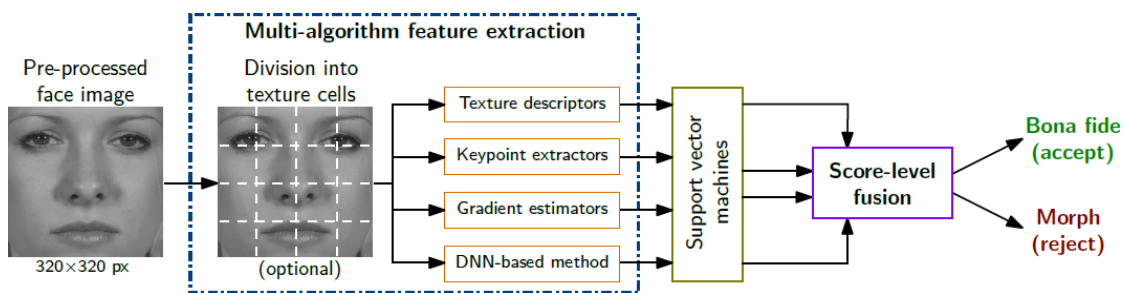 Multi-algorithm feature extraction
Pre-processed
face image
320×320 px
Division into
texture cells
(optional)
Texture descriptors
Keypoint extractors
Gradient estimators
DNN-based method
Support vector
machines
Score-level
fusion
Bona fide
(accept)
Morph
(reject)